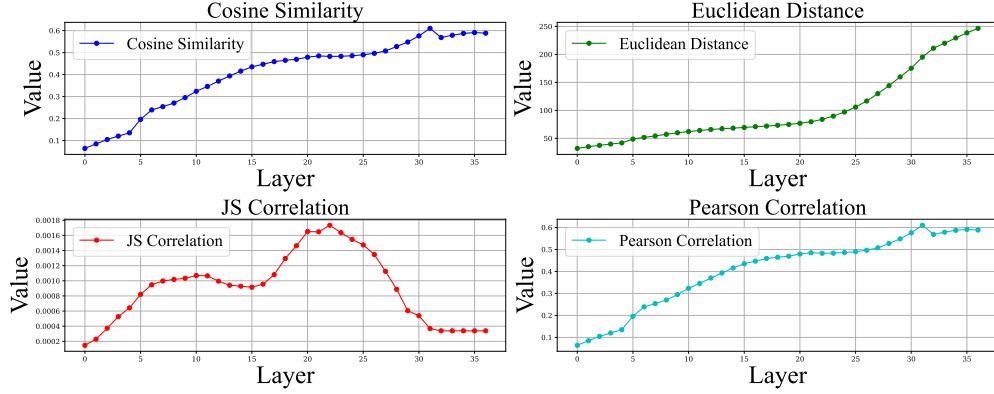 Cosine Similarity
Value
0.6
0.5
0.4
0.3
0.2
0.1
Cosine Similarity
0 5 10 15 20 25 30 35
Layer
Euclidean Distance
Value
250
200
150
100
50
Euclidean Distance
0 5 10 15 20 25 30 35
Layer
JS Correlation
Value
0.0018
0.0016
0.0014
0.0012
0.0010
0.0008
0.0006
0.0004
0.0002
JS Correlation
0 5 10 15 20 25 30 35
Layer
Pearson Correlation
Value
0.6
0.5
0.4
0.3
0.2
0.1
Pearson Correlation
0 5 10 15 20 25 30 35
Layer